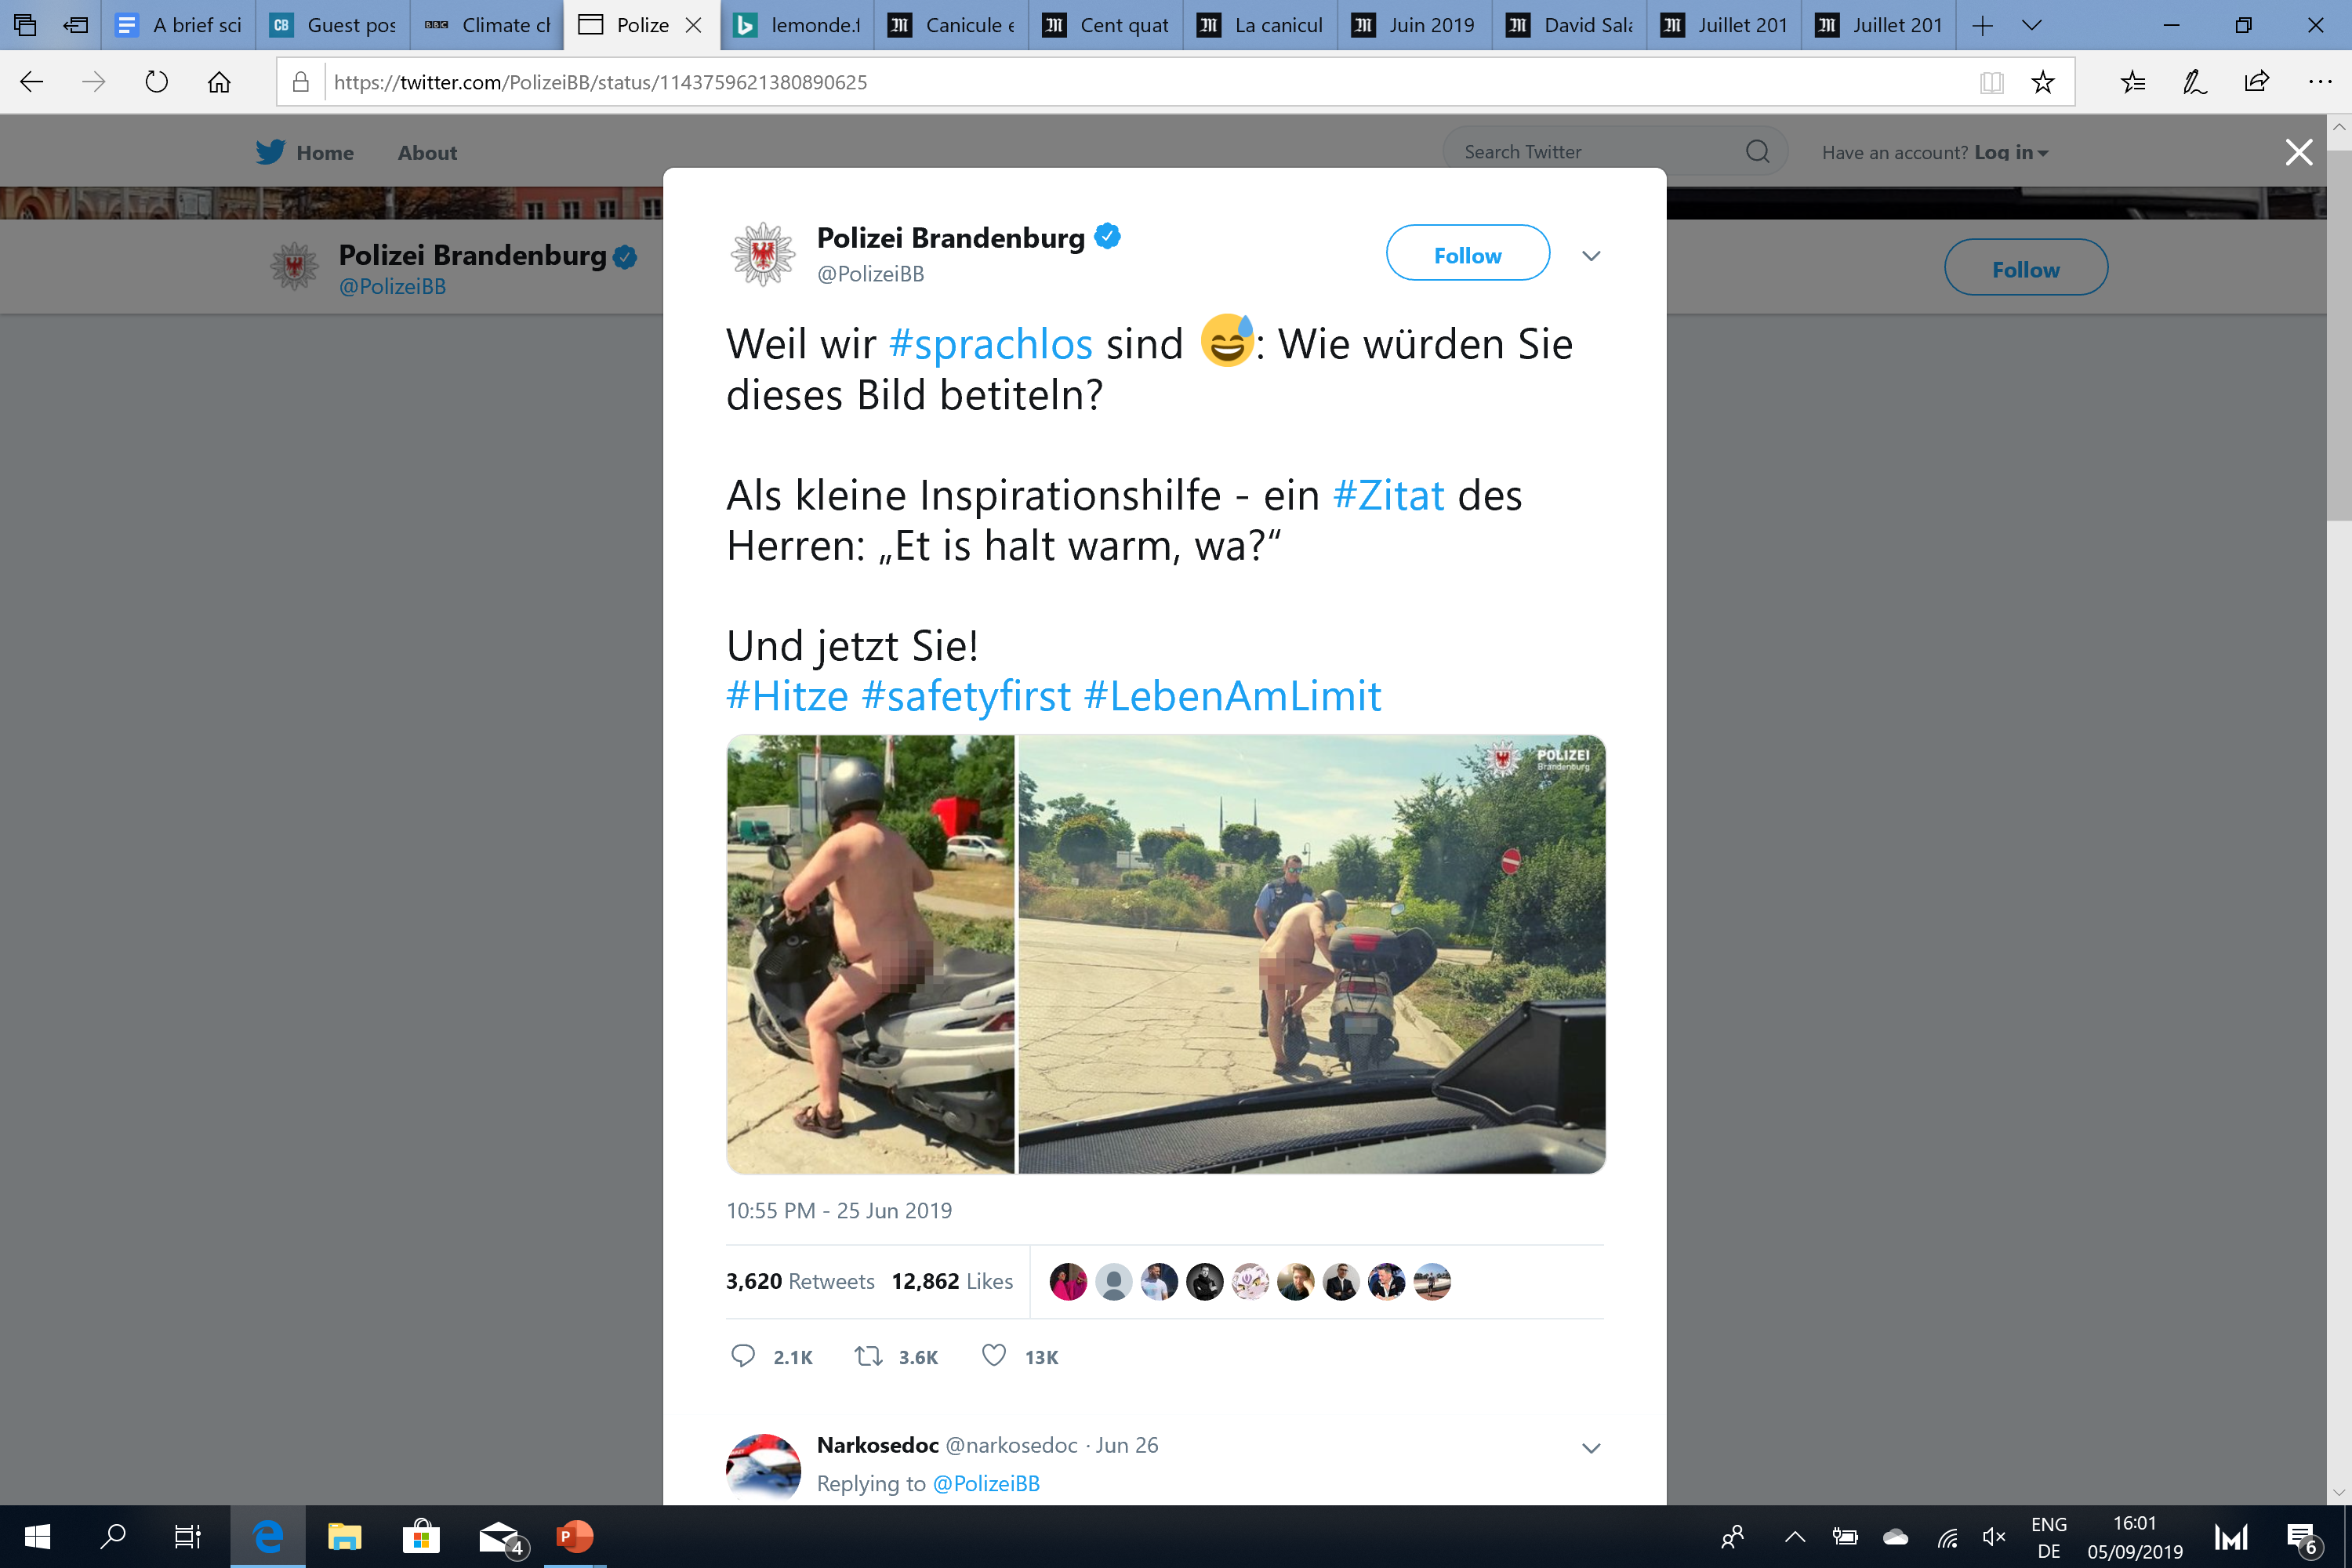 A brief sci
Guest pos
BBC
Climate ch
Polize
lemonde.f
Canicule e
Cent quat
La canicul
Juin 2019
David Sala
Juillet 201
Juillet 201
https://twitter.com/PolizeiBB/status/1143759621380890625
Home
About
Search Twitter
Have an account? Log in
Polizei Brandenburg
@PolizeiBB
Follow
Polizei Brandenburg
@PolizeiBB
Follow
Weil wir #sprachlos sind 😅: Wie würden Sie
dieses Bild betiteln?
Als kleine Inspirationshilfe - ein #Zitat des
Herren: „Et is halt warm, wa?“
Und jetzt Sie!
#Hitze #safetyfirst #LebenAmLimit
POLIZEI
Brandenburg
10:55 PM - 25 Jun 2019
3,620 Retweets 12,862 Likes
2.1K
3.6K
13K
Narkosedoc @narkosedoc · Jun 26
Replying to @PolizeiBB
4
P
ENG
DE
16:01
05/09/2019
6